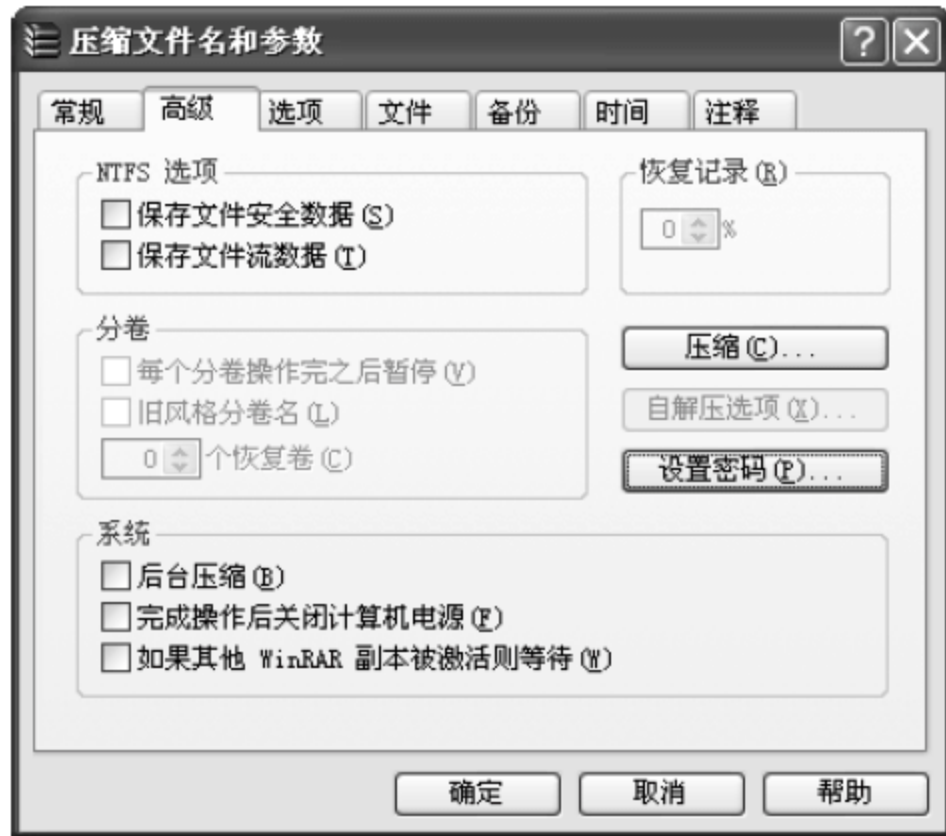 压缩文件名和参数
常规 高级 选项 文件 备份 时间 注释
NTFS 选项
保存文件安全数据(S)
保存文件流数据(T)
恢复记录(R)
0 %
分卷
每个分卷操作完之后暂停(V)
旧风格分卷名(L)
0 个恢复卷(C)
压缩(C)...
自解压选项(X)...
设置密码(P)...
系统
后台压缩(B)
完成操作后关闭计算机电源(F)
如果其他 WinRAR 副本被激活则等待(W)
确定 取消 帮助